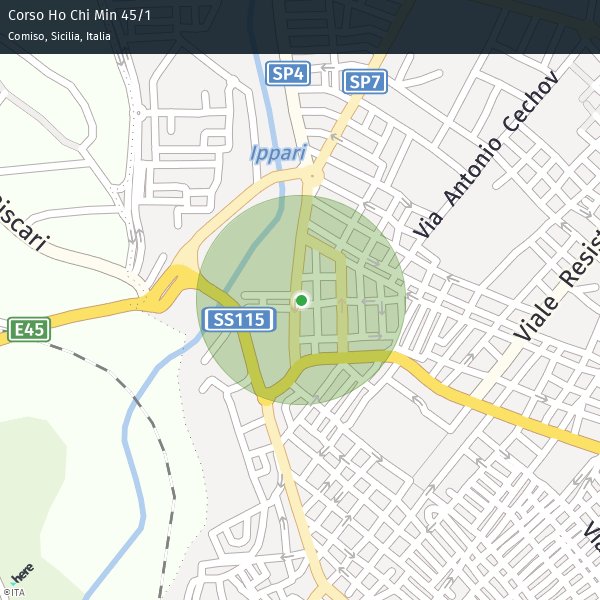 Corso Ho Chi Min 45/1
Comiso, Sicilia, Italia
SP4
SP7
Via Antonio Cechov
Ippari
iscari
Viale Resist
SS115
E45
Via
here
©ITA